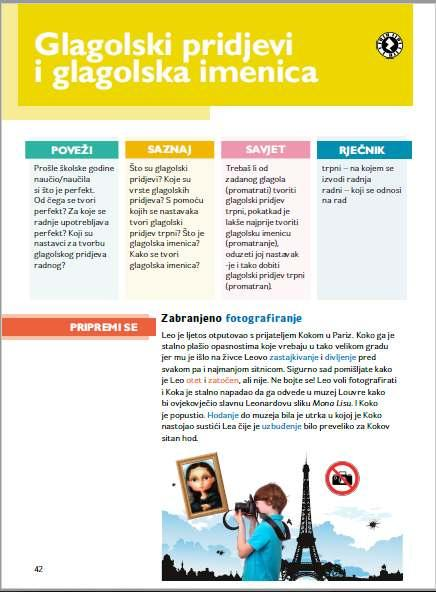 Glagolski pridjevi
i glagolska imenica
POVEŽI
Prošle školske godine
naučio/naučila
si što je perfekt.
Od čega se tvori
perfekt? Za koje se
radnje upotrebljava
perfekt? Koji su
nastavci za tvorbu
glagolskog pridjeva
radnog?
SAZNAJ
Što su glagolski
pridjevi? Koje su
vrste glagolskih
pridjeva? S pomoću
kojih se nastavaka
tvori glagolski
pridjev trpni? Što je
glagolska imenica?
Kako se tvori
glagolska imenica?
SAVJET
Trebaš li od
zadanog glagola
(promatrati) tvoriti
glagolski pridjev
trpni, pokatkad je
lakše najprije tvoriti
glagolsku imenicu
(promatranje),
oduzeti joj nastavak
-je i tako dobiti
glagolski pridjev trpni
(promatran).
RJEČNIK
trpni – na kojem se
izvodi radnja
radni – koji se odnosi
na rad
PRIPREMI SE
Zabranjeno fotografiranje
Leo je ljetos otputovao s prijateljem Kokom u Pariz. Koko ga je
stalno plašio opasnostima koje vrebaju u tako velikom gradu
jer mu je išlo na živce Leovo zastajkivanje i divljenje pred
svakom pa i najmanjom sitnicom. Sigurno sad pomišljate kako
je Leo otet i zatočen, ali nije. Ne bojte se! Leo voli fotografirati
i Koka je stalno napadao da ga odvede u muzej Louvre kako
bi ovjekovječio slavnu Leonardovu sliku Mona Lisu. I Koko
je popustio. Hodanje do muzeja bila je utrka u kojoj je Koko
nastojao sustići Lea čije je uzbuđenje bilo preveliko za Kokov
sitan hod.
42